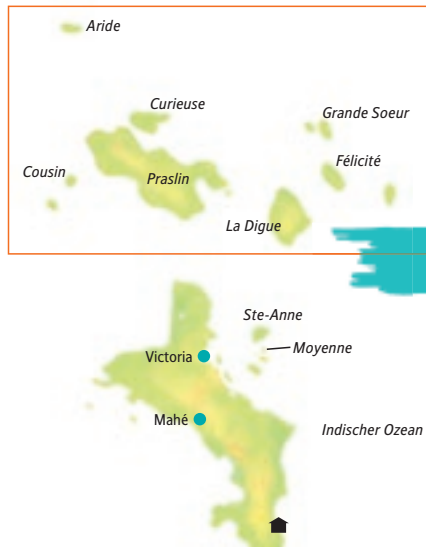 Aride
Curieuse
Grande Soeur
Cousin
Praslin
Félicité
La Digue
Ste-Anne
Moyenne
Victoria
Mahé
Indischer Ozean